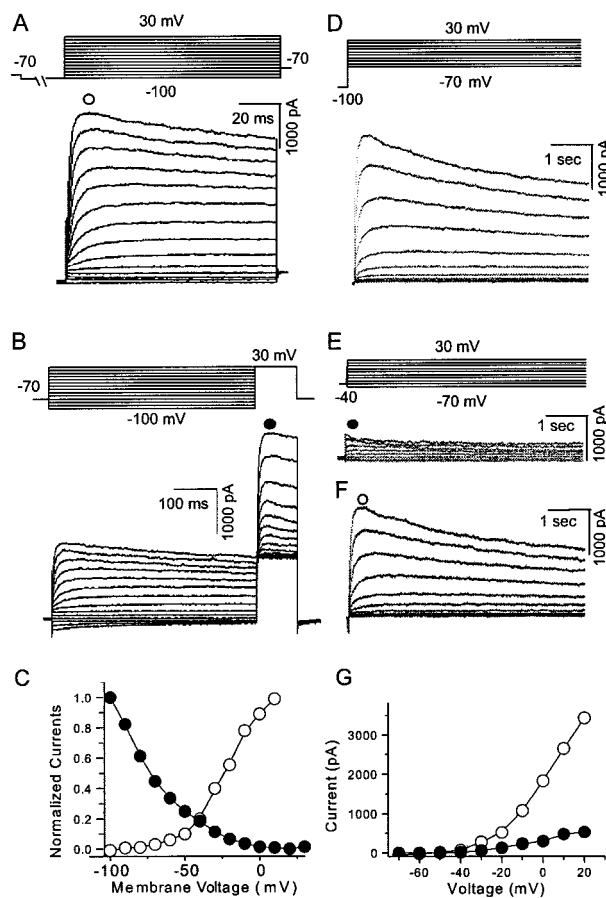 A
30 mV
-70
-70
-100
20 ms
1000 pA
B
30 mV
-70
-100 mV
100 ms
1000 pA
C
Normalized Currents
1.0
0.8
0.6
0.4
0.2
0.0
-100
-50
0
Membrane Voltage ( mV)
D
30 mV
-70 mV
-100
1 sec
1000 pA
E
30 mV
-40
-70 mV
1 sec
1000 pA
F
1 sec
1000 pA
G
Current (pA)
3000
2000
1000
0
-60
-40
-20
0
20
Voltage (mV)